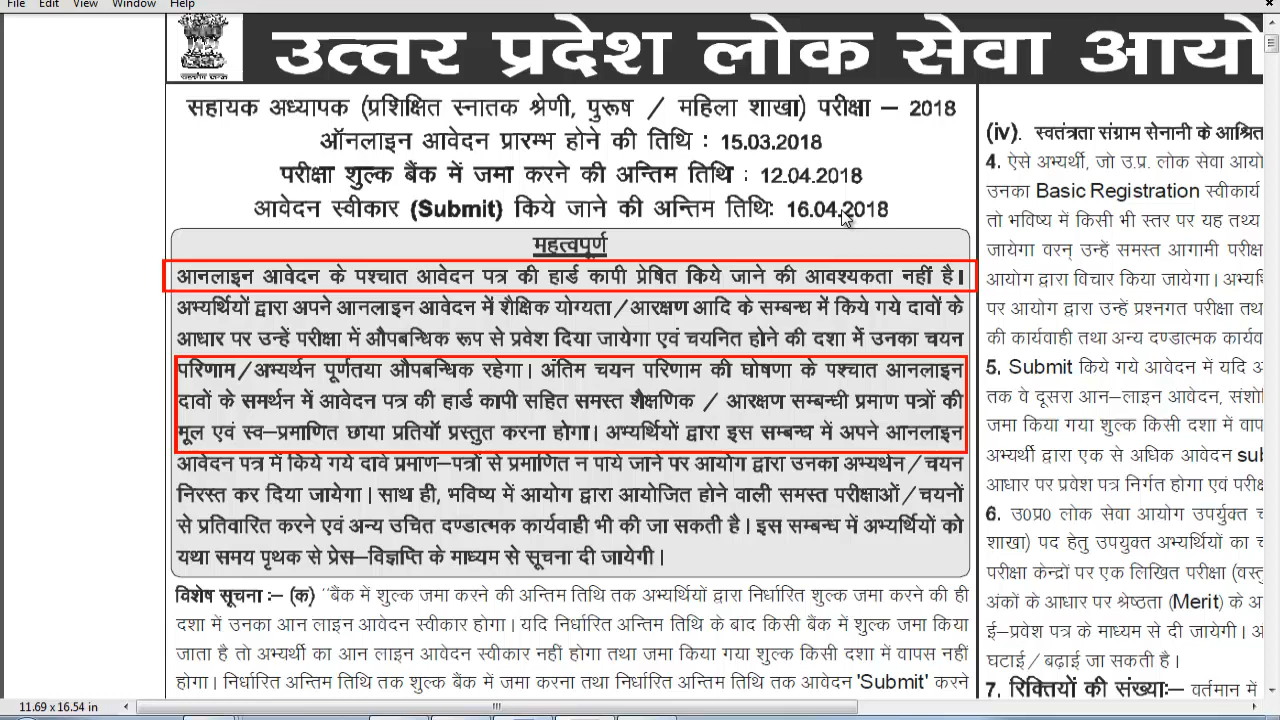 File Edit View Window Help
उत्तर प्रदेश लोक सेवा आयो
सहायक अध्यापक (प्रशिक्षित स्नातक श्रेणी, पुरूष / महिला शाखा) परीक्षा – 2018
ऑनलाइन आवेदन प्रारम्भ होने की तिथि : 15.03.2018
परीक्षा शुल्क बैंक में जमा करने की अन्तिम तिथि : 12.04.2018
आवेदन स्वीकार (Submit) किये जाने की अन्तिम तिथिः 16.04.2018
महत्वपूर्ण
आनलाइन आवेदन के पश्चात आवेदन पत्र की हार्ड कापी प्रेषित किये जाने की आवश्यकता नहीं है।
अभ्यर्थियों द्वारा अपने आनलाइन आवेदन में शैक्षिक योग्यता/आरक्षण आदि के सम्बन्ध में किये गये दावों के
आधार पर उन्हें परीक्षा में औपबन्धिक रूप से प्रवेश दिया जायेगा एवं चयनित होने की दशा में उनका चयन
परिणाम/अभ्यर्थन पूर्णतया औपबन्धिक रहेगा। अंतिम चयन परिणाम की घोषणा के पश्चात आनलाइन
दावों के समर्थन में आवेदन पत्र की हार्ड कापी सहित समस्त शैक्षणिक / आरक्षण सम्बन्धी प्रमाण पत्रों की
मूल एवं स्व–प्रमाणित छाया प्रतियॉ प्रस्तुत करना होगा। अभ्यर्थियों द्वारा इस सम्बन्ध में अपने आनलाइन
आवेदन पत्र में किये गये दावे प्रमाण–पत्रों से प्रमाणित न पाये जाने पर आयोग द्वारा उनका अभ्यर्थन/चयन
निरस्त कर दिया जायेगा। साथ ही, भविष्य में आयोग द्वारा आयोजित होने वाली समस्त परीक्षाओं/चयनों
से प्रतिवारित करने एवं अन्य उचित दण्डात्मक कार्यवाही भी की जा सकती है। इस सम्बन्ध में अभ्यर्थियों को
यथा समय पृथक से प्रेस–विज्ञप्ति के माध्यम से सूचना दी जायेगी।
विशेष सूचना :– (क) ''बैंक में शुल्क जमा करने की अन्तिम तिथि तक अभ्यर्थियों द्वारा निर्धारित शुल्क जमा करने की ही
दशा में उनका आन लाइन आवेदन स्वीकार होगा। यदि निर्धारित अन्तिम तिथि के बाद किसी बैंक में शुल्क जमा किया
जाता है तो अभ्यर्थी का आन लाइन आवेदन स्वीकार नहीं होगा तथा जमा किया गया शुल्क किसी दशा में वापस नहीं
होगा। निर्धारित अन्तिम तिथि तक शुल्क बैंक में जमा करना तथा निर्धारित अन्तिम तिथि तक आवेदन 'Submit' करने
(iv). स्वतंत्रता संग्राम सेनानी के आश्रित
4. ऐसे अभ्यर्थी, जो उ.प्र. लोक सेवा आयो
उनका Basic Registration स्वीकार्य
तो भविष्य में किसी भी स्तर पर यह तथ्य
जायेगा वरन् उन्हें समस्त आगामी परीक्ष
आयोग द्वारा विचार किया जायेगा। अभ्यर्थि
पर आयोग द्वारा उन्हें प्रश्नगत परीक्षा तथ
की कार्यवाही तथा अन्य दण्डात्मक कार्यव
5. Submit किये गये आवेदन में यदि अ
तक वे दूसरा आन–लाइन आवेदन, संशो
जमा किया गया शुल्क किसी दशा में वाप
अभ्यर्थी द्वारा एक से अधिक आवेदन sub
आधार पर प्रवेश पत्र निर्गत होगा एवं परीक्ष
6. उ0प्र0 लोक सेवा आयोग उपर्युक्त च
शाखा) पद हेतु उपयुक्त अभ्यर्थियों का च
परीक्षा केन्द्रों पर एक लिखित परीक्षा (वस्तु
अंकों के आधार पर श्रेष्ठता (Merit) के अ
ई–प्रवेश पत्र के माध्यम से दी जायेगी। अ
घटाई / बढ़ाई जा सकती है।
7. रिक्तियों की संख्याः– वर्तमान में
11.69 x 16.54 in